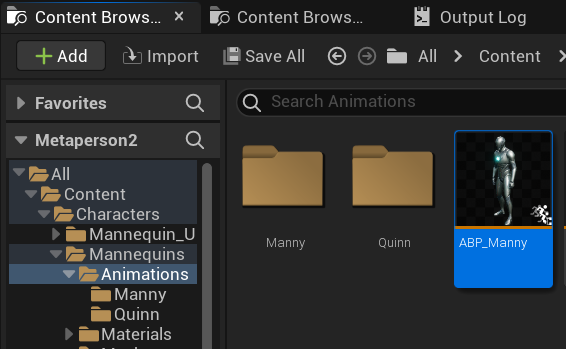 Content Brows... × Content Brows... Output Log
Add Import Save All All > Content >
Favorites
Search Animations
Metaperson2
All
Content
Characters
Mannequin_U
Mannequins
Animations
Manny
Quinn
Materials
Manny Quinn ABP_Manny